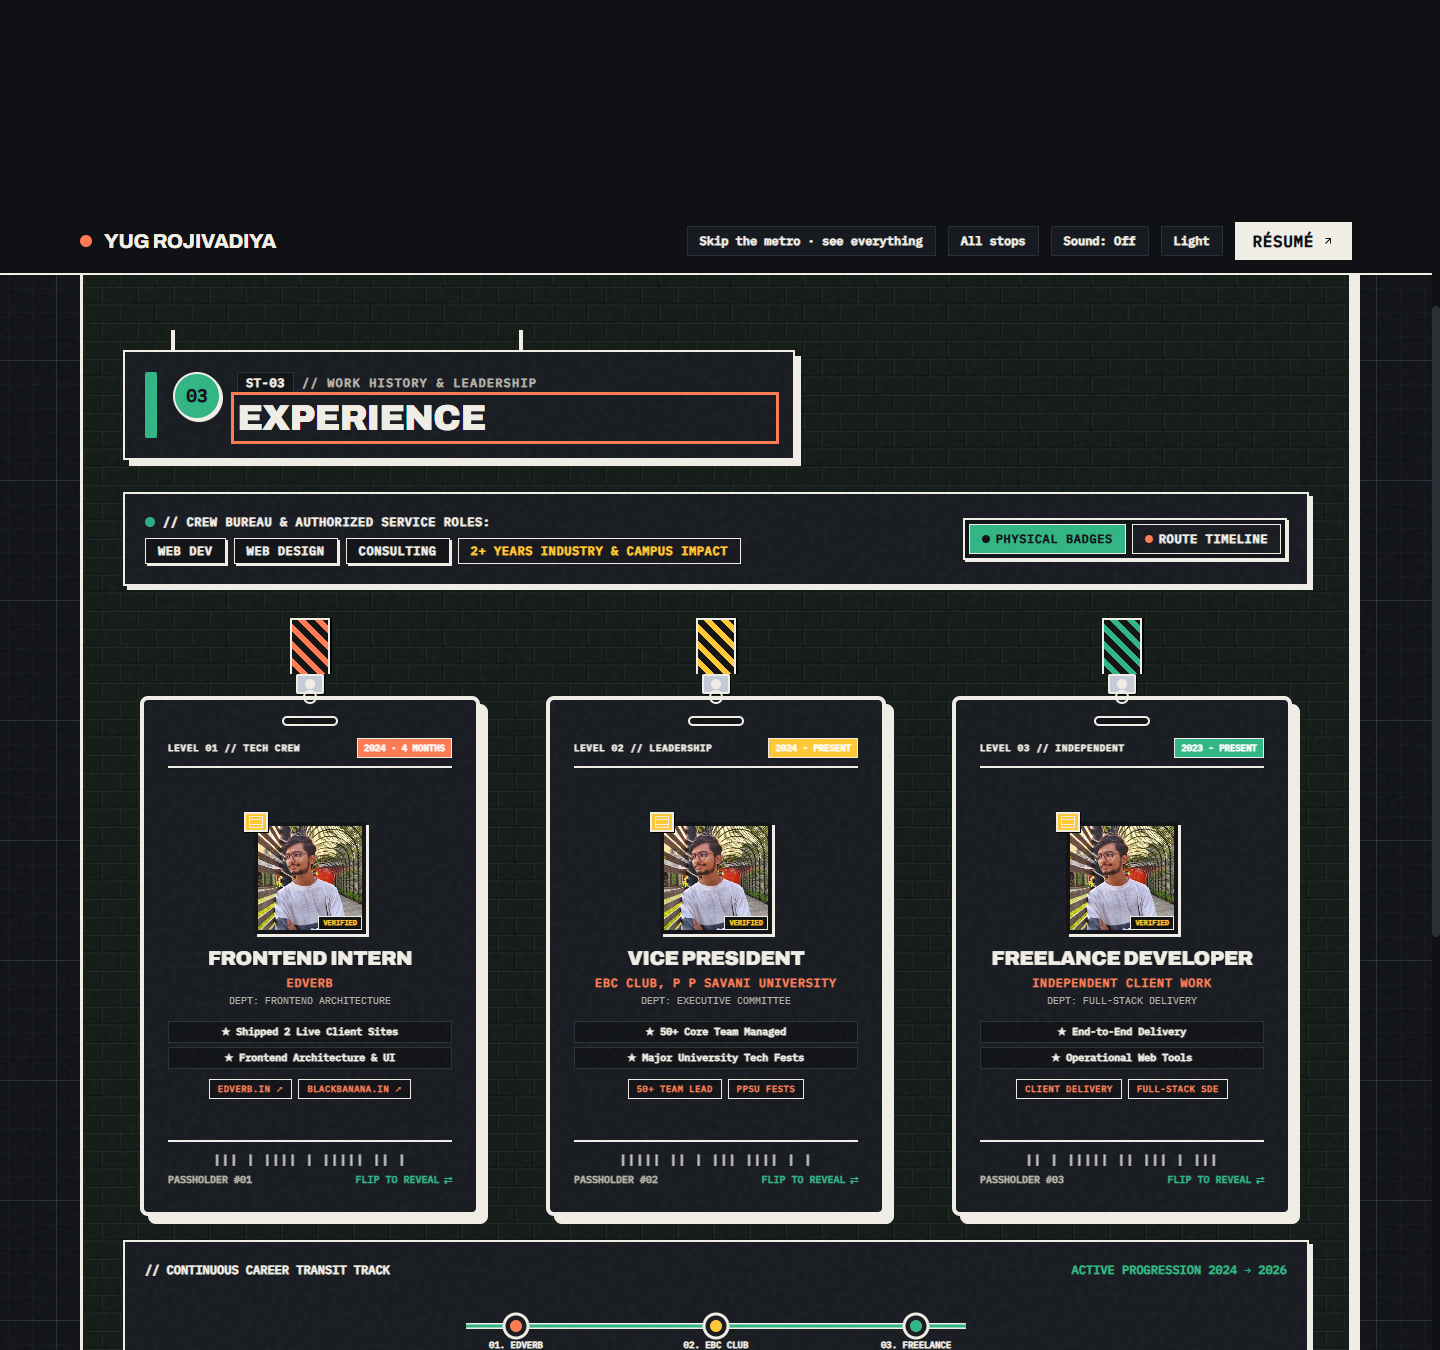 YUG ROJIVADIYA
Skip the metro · see everything
All stops
Sound: Off
Light
RÉSUMÉ ↗
03
ST-03 // WORK HISTORY & LEADERSHIP
EXPERIENCE
// CREW BUREAU & AUTHORIZED SERVICE ROLES:
WEB DEV
WEB DESIGN
CONSULTING
2+ YEARS INDUSTRY & CAMPUS IMPACT
PHYSICAL BADGES
ROUTE TIMELINE
LEVEL 01 // TECH CREW
2024 · 4 MONTHS
VERIFIED
FRONTEND INTERN
EDVERB
DEPT: FRONTEND ARCHITECTURE
★ Shipped 2 Live Client Sites
★ Frontend Architecture & UI
EDVERB.IN ↗
BLACKBANANA.IN ↗
PASSHOLDER #01
FLIP TO REVEAL ⇄
LEVEL 02 // LEADERSHIP
2024 – PRESENT
VERIFIED
VICE PRESIDENT
EBC CLUB, P P SAVANI UNIVERSITY
DEPT: EXECUTIVE COMMITTEE
★ 50+ Core Team Managed
★ Major University Tech Fests
50+ TEAM LEAD
PPSU FESTS
PASSHOLDER #02
FLIP TO REVEAL ⇄
LEVEL 03 // INDEPENDENT
2023 – PRESENT
VERIFIED
FREELANCE DEVELOPER
INDEPENDENT CLIENT WORK
DEPT: FULL-STACK DELIVERY
★ End-to-End Delivery
★ Operational Web Tools
CLIENT DELIVERY
FULL-STACK SDE
PASSHOLDER #03
FLIP TO REVEAL ⇄
// CONTINUOUS CAREER TRANSIT TRACK
ACTIVE PROGRESSION 2024 → 2026
01. EDVERB
02. EBC CLUB
03. FREELANCE